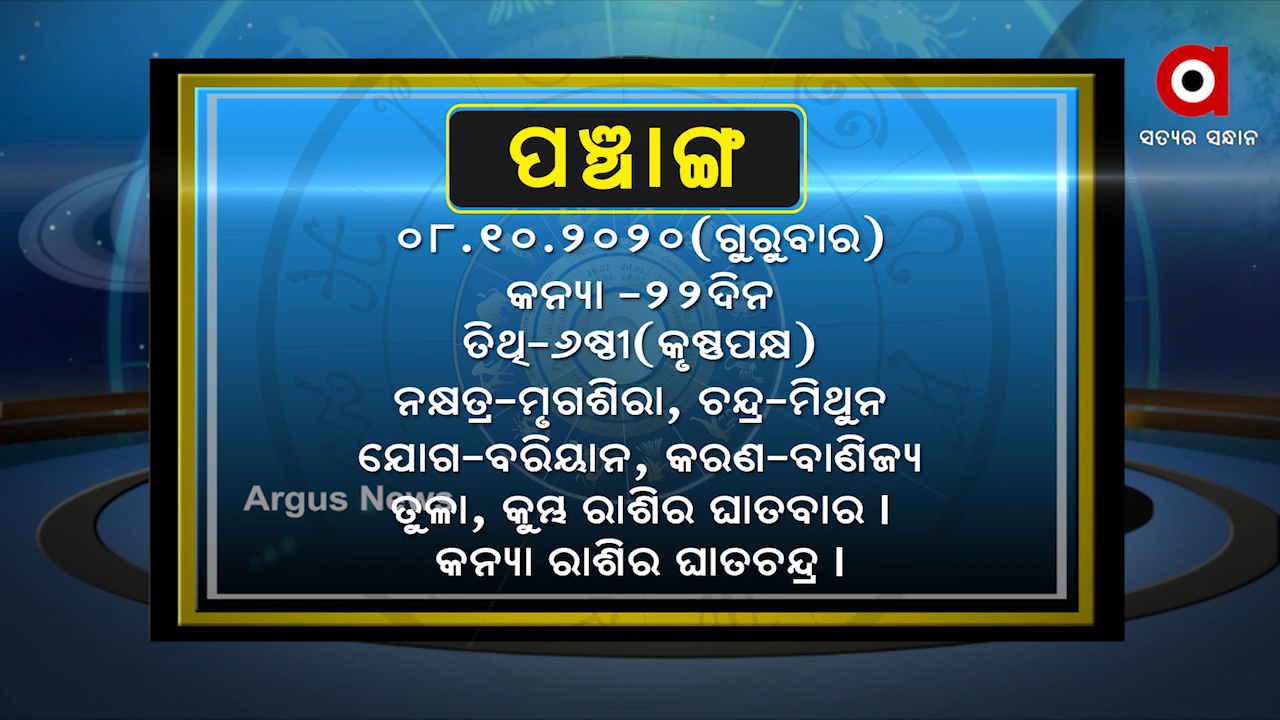 ପଞ୍ଚାଙ୍ଗ
ସତ୍ୟର ସନ୍ଧାନ
୦୮.୧୦.୨୦୨୦(ଗୁରୁବାର)
କନ୍ୟା -୨୨ଦିନ
ତିଥି-୬ଷ୍ଠୀ(କୃଷ୍ଣପକ୍ଷ)
ନକ୍ଷତ୍ର-ମୃଗଶିରା, ଚନ୍ଦ୍ର-ମିଥୁନ
ଯୋଗ-ବରିୟାନ, କରଣ-ବାଣିଜ୍ୟ
Argus News
ତୁଳା, କୁମ୍ଭ ରାଶିର ଘାତବାର ।
କନ୍ୟା ରାଶିର ଘାତଚନ୍ଦ୍ର ।